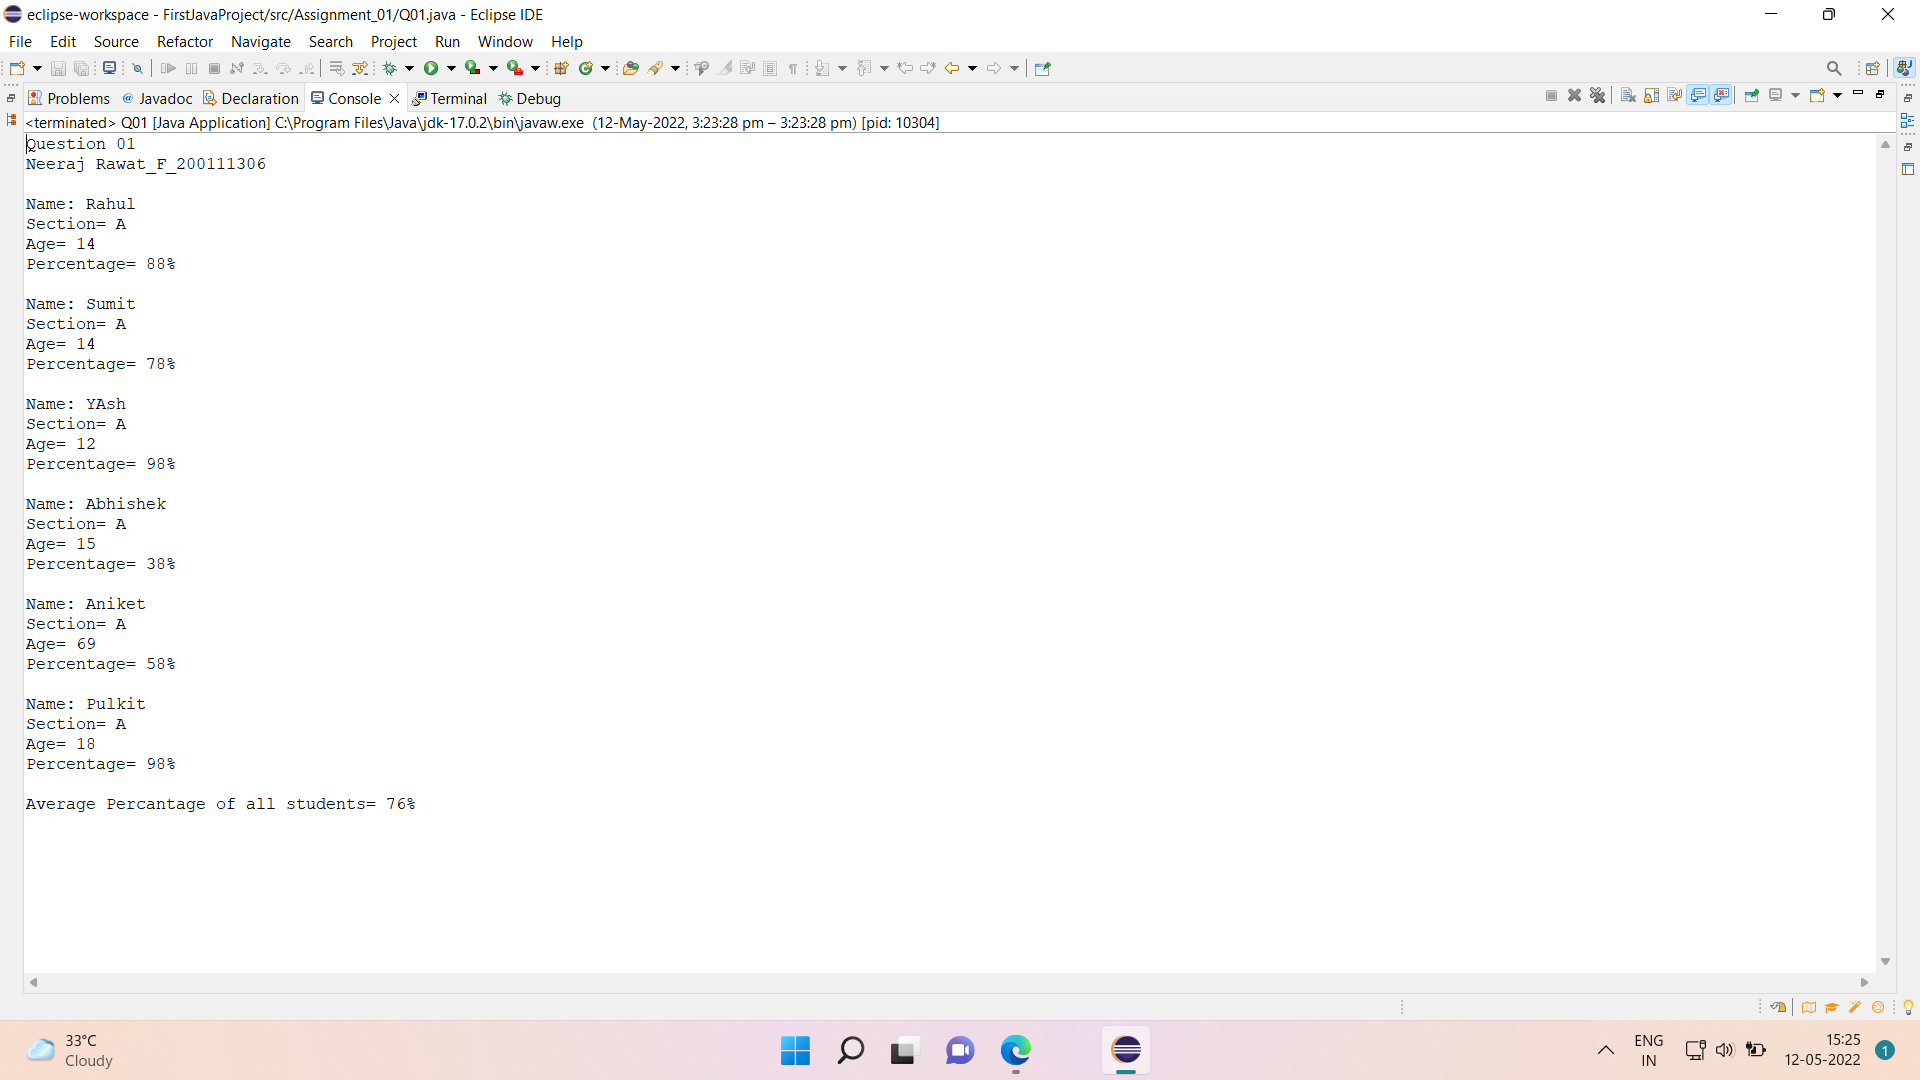 eclipse-workspace - FirstJavaProject/src/Assignment_01/Q01.java - Eclipse IDE
File Edit Source Refactor Navigate Search Project Run Window Help
Problems Javadoc Declaration Console Terminal Debug
<terminated> Q01 [Java Application] C:\Program Files\Java\jdk-17.0.2\bin\javaw.exe (12-May-2022, 3:23:28 pm – 3:23:28 pm) [pid: 10304]
Question 01
Neeraj Rawat_F_200111306
Name: Rahul
Section= A
Age= 14
Percentage= 88%
Name: Sumit
Section= A
Age= 14
Percentage= 78%
Name: YAsh
Section= A
Age= 12
Percentage= 98%
Name: Abhishek
Section= A
Age= 15
Percentage= 38%
Name: Aniket
Section= A
Age= 69
Percentage= 58%
Name: Pulkit
Section= A
Age= 18
Percentage= 98%
Average Percantage of all students= 76%
33°C
Cloudy
ENG
IN
15:25
12-05-2022
1